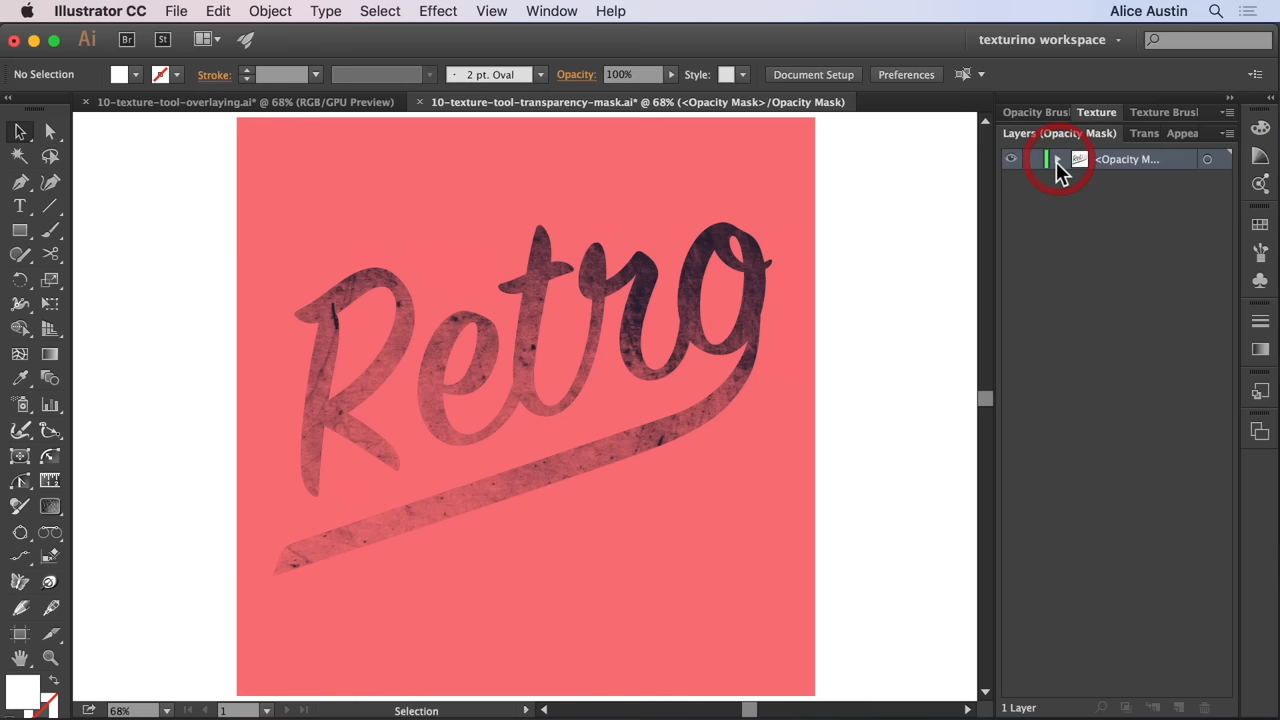 Illustrator CC File Edit Object Type Select Effect View Window Help Alice Austin
Ai Br St texturino workspace
No Selection Stroke: 2 pt. Oval Opacity: 100% Style: Document Setup Preferences
× 10-texture-tool-overlaying.ai* @ 68% (RGB/GPU Preview) × 10-texture-tool-transparency-mask.ai* @ 68% (<Opacity Mask>/Opacity Mask)
Opacity Brus Texture Texture Brus
Layers (Opacity Mask) Trans Appea
<Opacity M...
Retro
68% 1 Selection 1 Layer